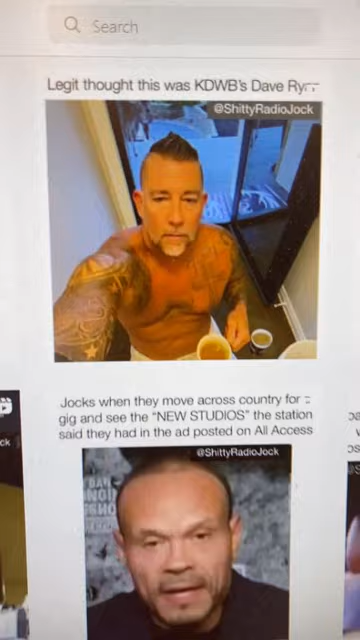 Search
Legit thought this was KDWB's Dave
@ShittyRadioJock
Jocks when they move across country for
gig and see the "NEW STUDIOS" the station
said they had in the ad posted on All Access
@ShittyRadioJock